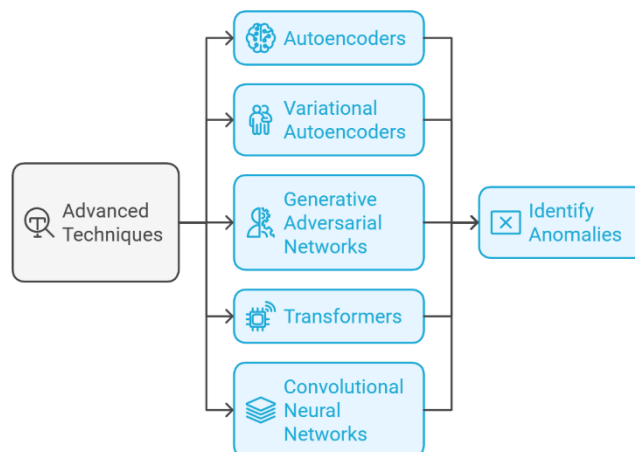 Autoencoders
Variational
Autoencoders
Advanced
Techniques
Generative
Adversarial
Networks
Identify
Anomalies
Transformers
Convolutional
Neural
Networks